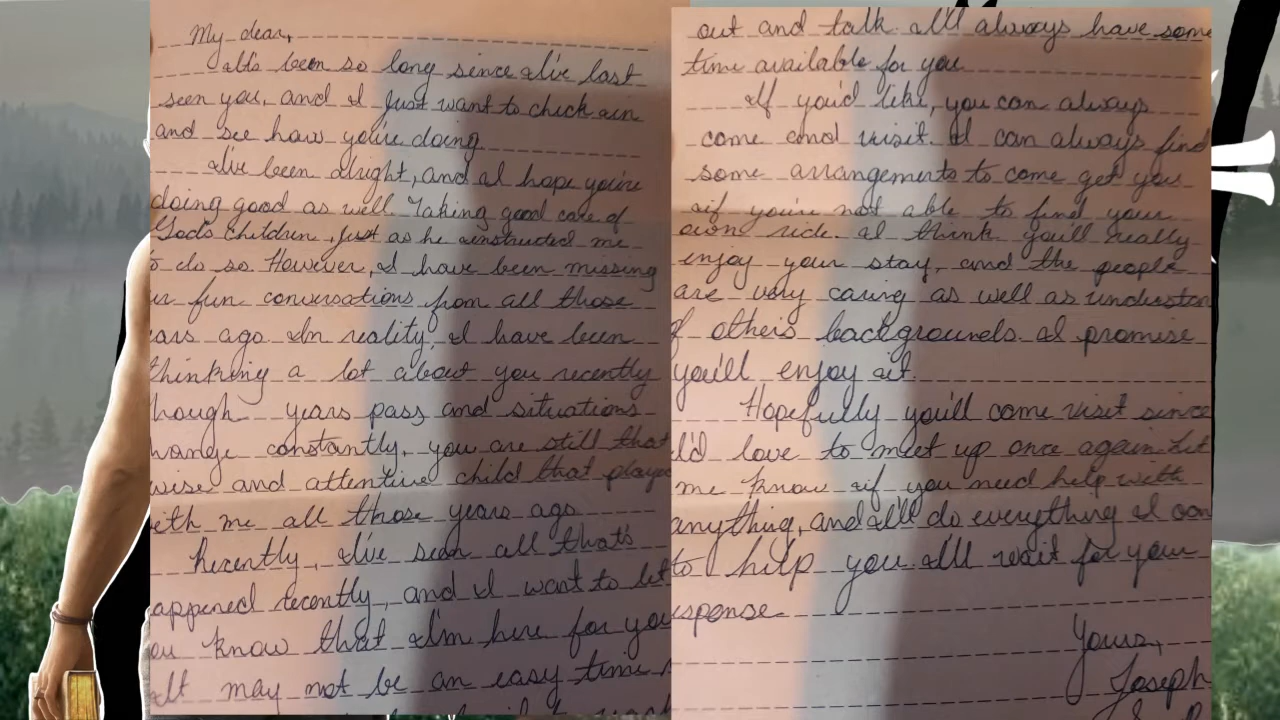 My dear,
It's been so long since I've last
seen you, and I just want to check in
and see how you're doing
I've been alright, and I hope you're
doing good as well. Taking good care of
God's children, just as he instructed me
o do so. However, I have been missing
ur fun conversations from all those
ears ago. In reality, I have been
thinking a lot about you recently
hough years pass and situations
hange constantly, you are still that
wise and attentive child that played
ith me all those years ago
Recently, I've seen all that's
appened recently, and I want to let
ou know that I'm here for you
It may not be an easy time
out and talk. I'll always have some
time available for you
If you'd like, you can always
come and visit. I can always find
some arrangements to come get you
if you're not able to find your
own ride. I think you'll really
enjoy your stay, and the people
are very caring as well as understan
f others backgrounds. I promise
you'll enjoy it.
Hopefully you'll come visit since
I'd love to meet up once again. Let
me know if you need help with
anything, and I'll do everything I can
to help you. I'll wait for your
espense
Yours,
Joseph